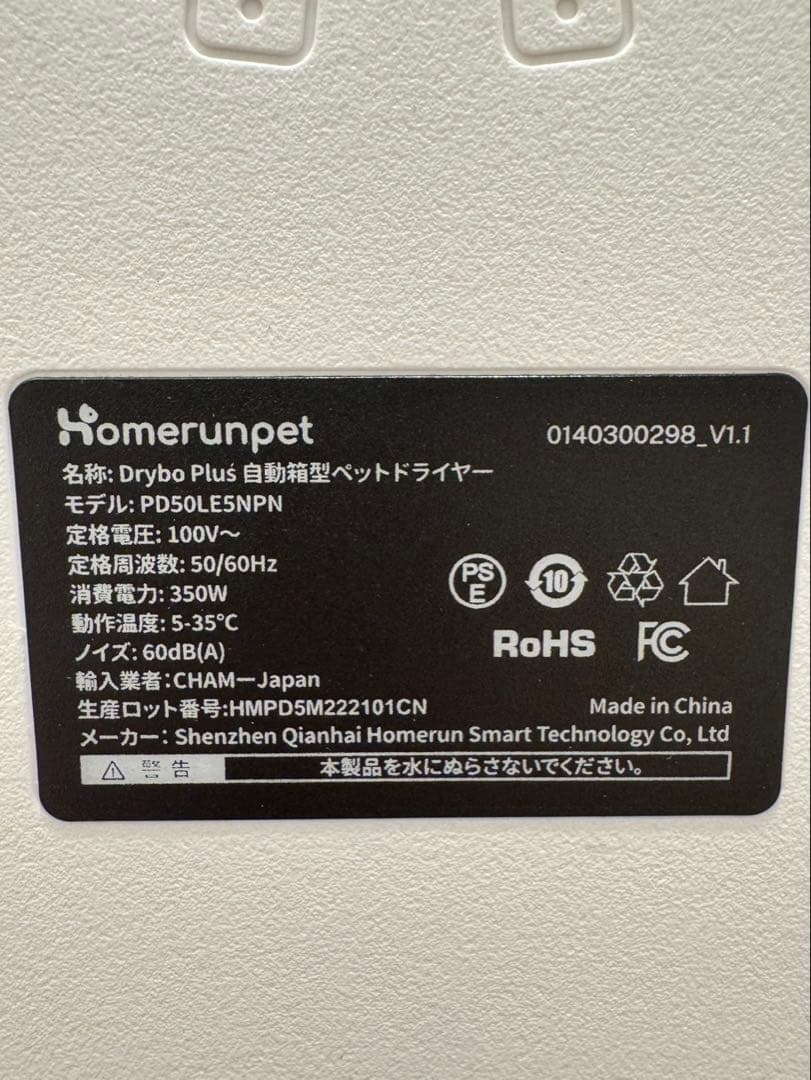 Homerunpet
0140300298_V1.1
名称: Drybo Plus 自動箱型ペットドライヤー
モデル: PD50LE5NPN
定格電圧: 100V～
定格周波数: 50/60Hz
消費電力: 350W
動作温度: 5-35℃
ノイズ: 60dB(A)
輸入業者：CHAMーJapan
生産ロット番号:HMPD5M222101CN
メーカー：Shenzhen Qianhai Homerun Smart Technology Co, Ltd
PS
E
10
RoHS FC
Made in China
警告 本製品を水にぬらさないでください。